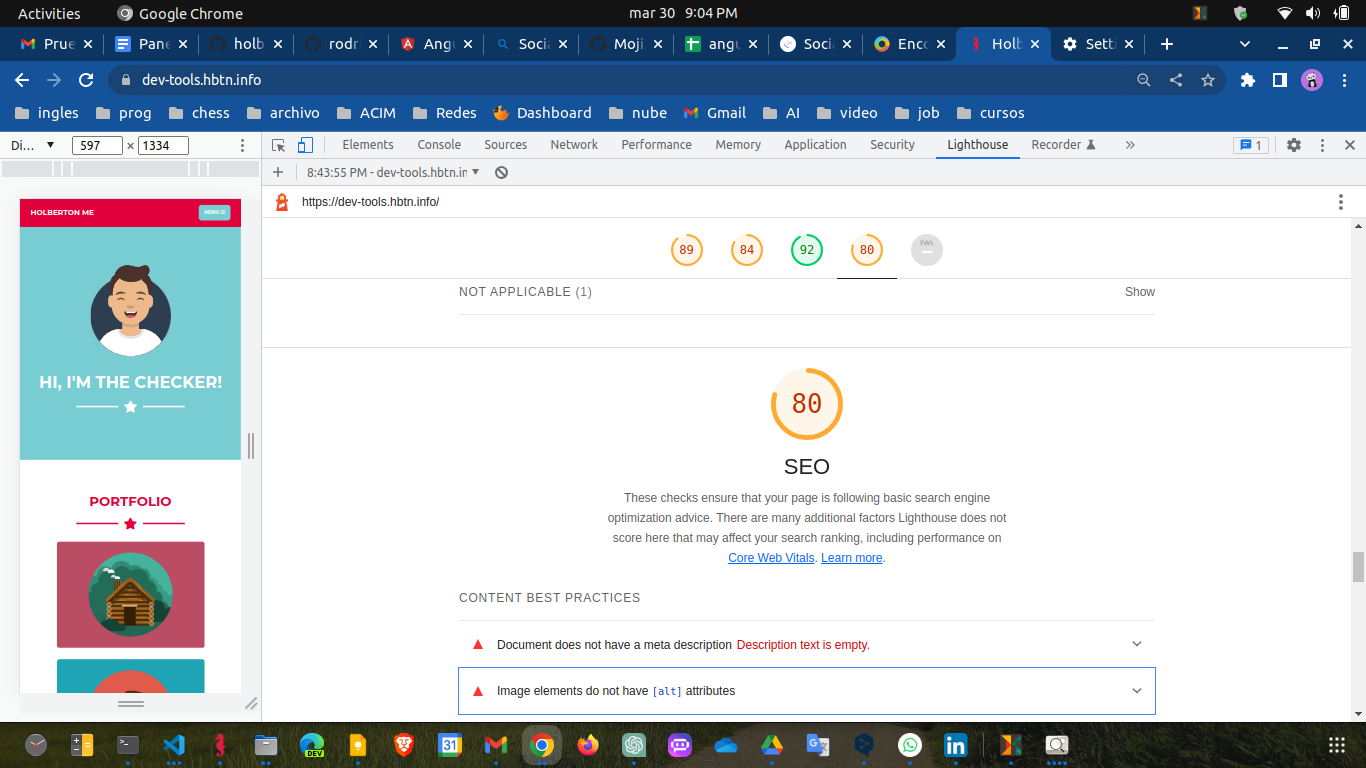 Activities
Google Chrome
mar 30 9:04 PM
Prue
Pane
holb
rodr
Angu
Socia
Moji
angu
Socia
Enco
Holb
Setti
dev-tools.hbtn.info
ingles
prog
chess
archivo
ACIM
Redes
Dashboard
nube
Gmail
AI
video
job
cursos
Di...
597 × 1334
Elements
Console
Sources
Network
Performance
Memory
Application
Security
Lighthouse
Recorder
1
8:43:55 PM - dev-tools.hbtn.in
https://dev-tools.hbtn.info/
89
84
92
80
PWA
HOLBERTON ME
MENU
HI, I'M THE CHECKER!
PORTFOLIO
NOT APPLICABLE (1)
Show
80
SEO
These checks ensure that your page is following basic search engine
optimization advice. There are many additional factors Lighthouse does not
score here that may affect your search ranking, including performance on
Core Web Vitals. Learn more.
CONTENT BEST PRACTICES
Document does not have a meta description Description text is empty.
Image elements do not have [alt] attributes
DEV
31